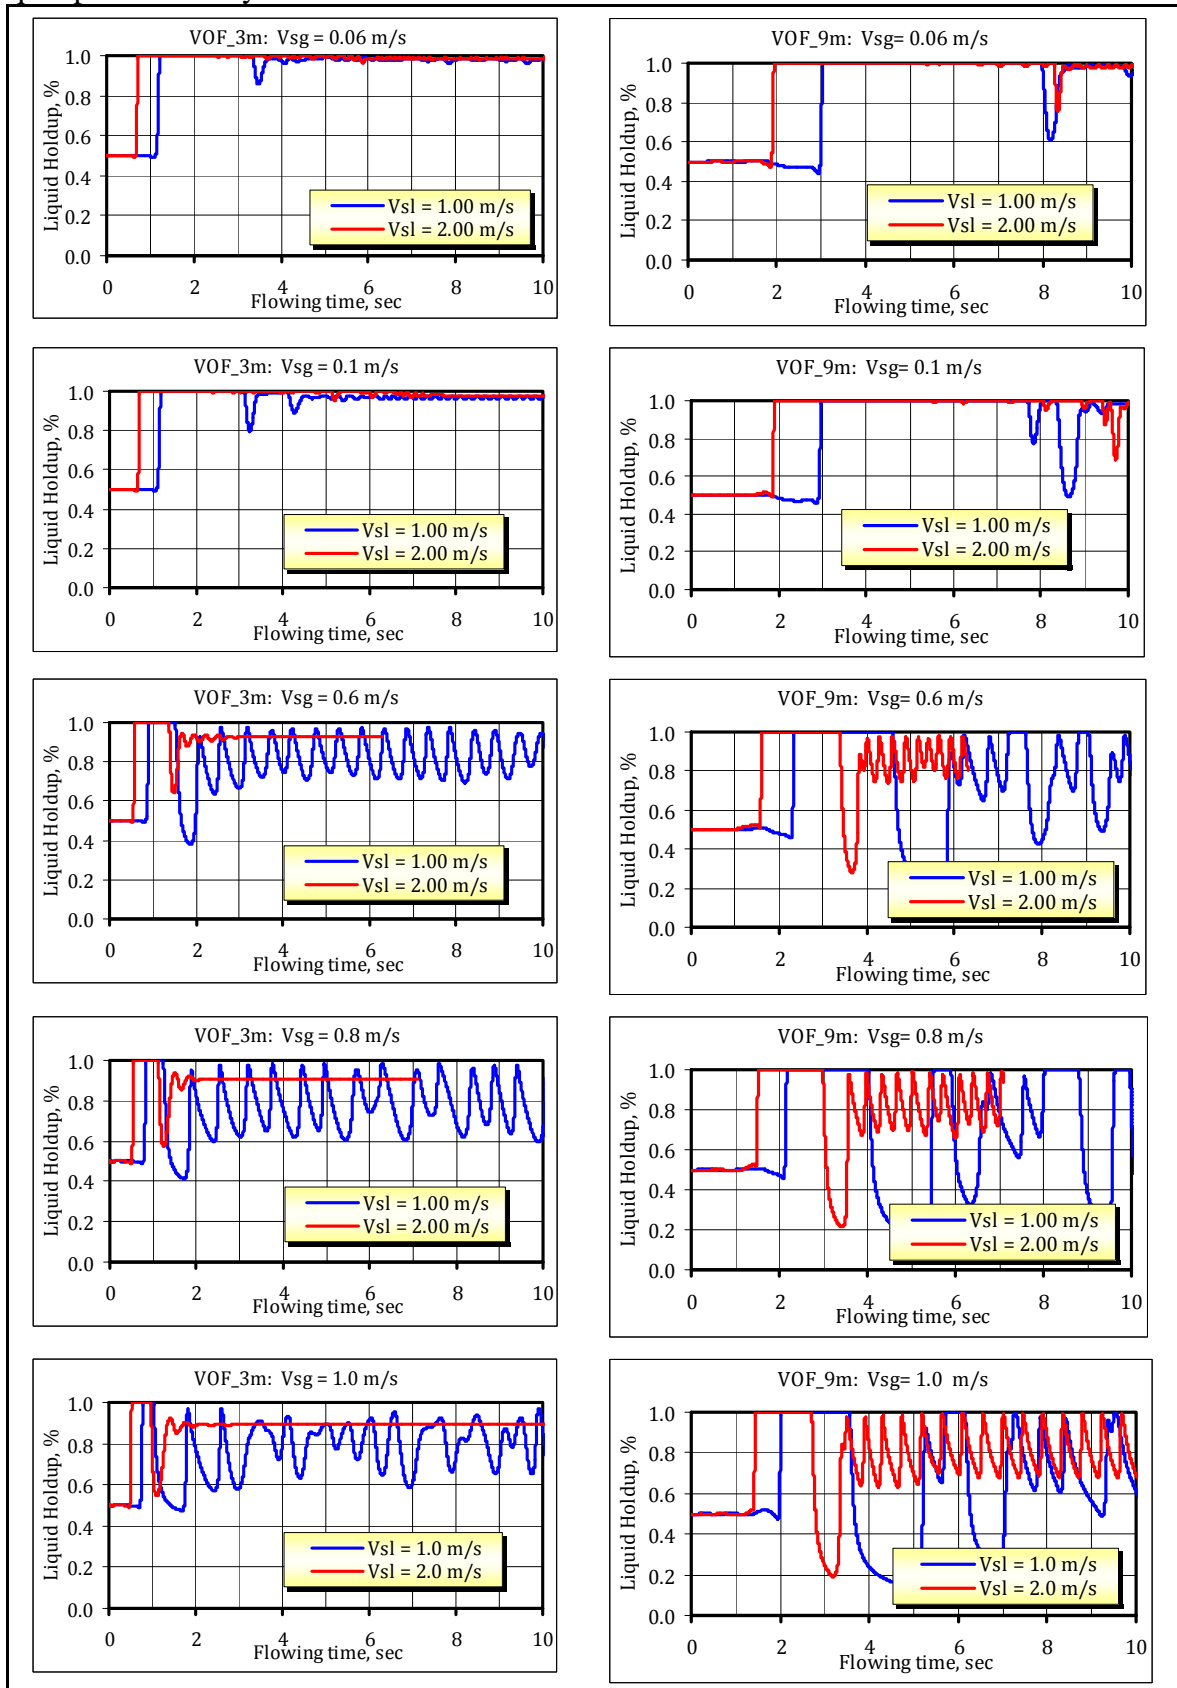 VOF_3m: Vsg = 0.06 m/s
Liquid Holdup, %
1.0
0.8
0.6
0.4
0.2
0.0
Vsl = 1.00 m/s
Vsl = 2.00 m/s
0 2 4 6 8 10
Flowing time, sec
VOF_9m: Vsg= 0.06 m/s
Liquid Holdup, %
1.0
0.8
0.6
0.4
0.2
0.0
Vsl = 1.00 m/s
Vsl = 2.00 m/s
0 2 4 6 8 10
Flowing time, sec
VOF_3m: Vsg = 0.1 m/s
Liquid Holdup, %
1.0
0.8
0.6
0.4
0.2
0.0
Vsl = 1.00 m/s
Vsl = 2.00 m/s
0 2 4 6 8 10
Flowing time, sec
VOF_9m: Vsg= 0.1 m/s
Liquid Holdup, %
1.0
0.8
0.6
0.4
0.2
0.0
Vsl = 1.00 m/s
Vsl = 2.00 m/s
0 2 4 6 8 10
Flowing time, sec
VOF_3m: Vsg = 0.6 m/s
Liquid Holdup, %
1.0
0.8
0.6
0.4
0.2
0.0
Vsl = 1.00 m/s
Vsl = 2.00 m/s
0 2 4 6 8 10
Flowing time, sec
VOF_9m: Vsg= 0.6 m/s
Liquid Holdup, %
1.0
0.8
0.6
0.4
0.2
0.0
Vsl = 1.00 m/s
Vsl = 2.00 m/s
0 2 4 6 8 10
Flowing time, sec
VOF_3m: Vsg = 0.8 m/s
Liquid Holdup, %
1.0
0.8
0.6
0.4
0.2
0.0
Vsl = 1.00 m/s
Vsl = 2.00 m/s
0 2 4 6 8 10
Flowing time, sec
VOF_9m: Vsg= 0.8 m/s
Liquid Holdup, %
1.0
0.8
0.6
0.4
0.2
0.0
Vsl = 1.00 m/s
Vsl = 2.00 m/s
0 2 4 6 8 10
Flowing time, sec
VOF_3m: Vsg = 1.0 m/s
Liquid Holdup, %
1.0
0.8
0.6
0.4
0.2
0.0
Vsl = 1.0 m/s
Vsl = 2.0 m/s
0 2 4 6 8 10
Flowing time, sec
VOF_9m: Vsg= 1.0 m/s
Liquid Holdup, %
1.0
0.8
0.6
0.4
0.2
0.0
Vsl = 1.0 m/s
Vsl = 2.0 m/s
0 2 4 6 8 10
Flowing time, sec